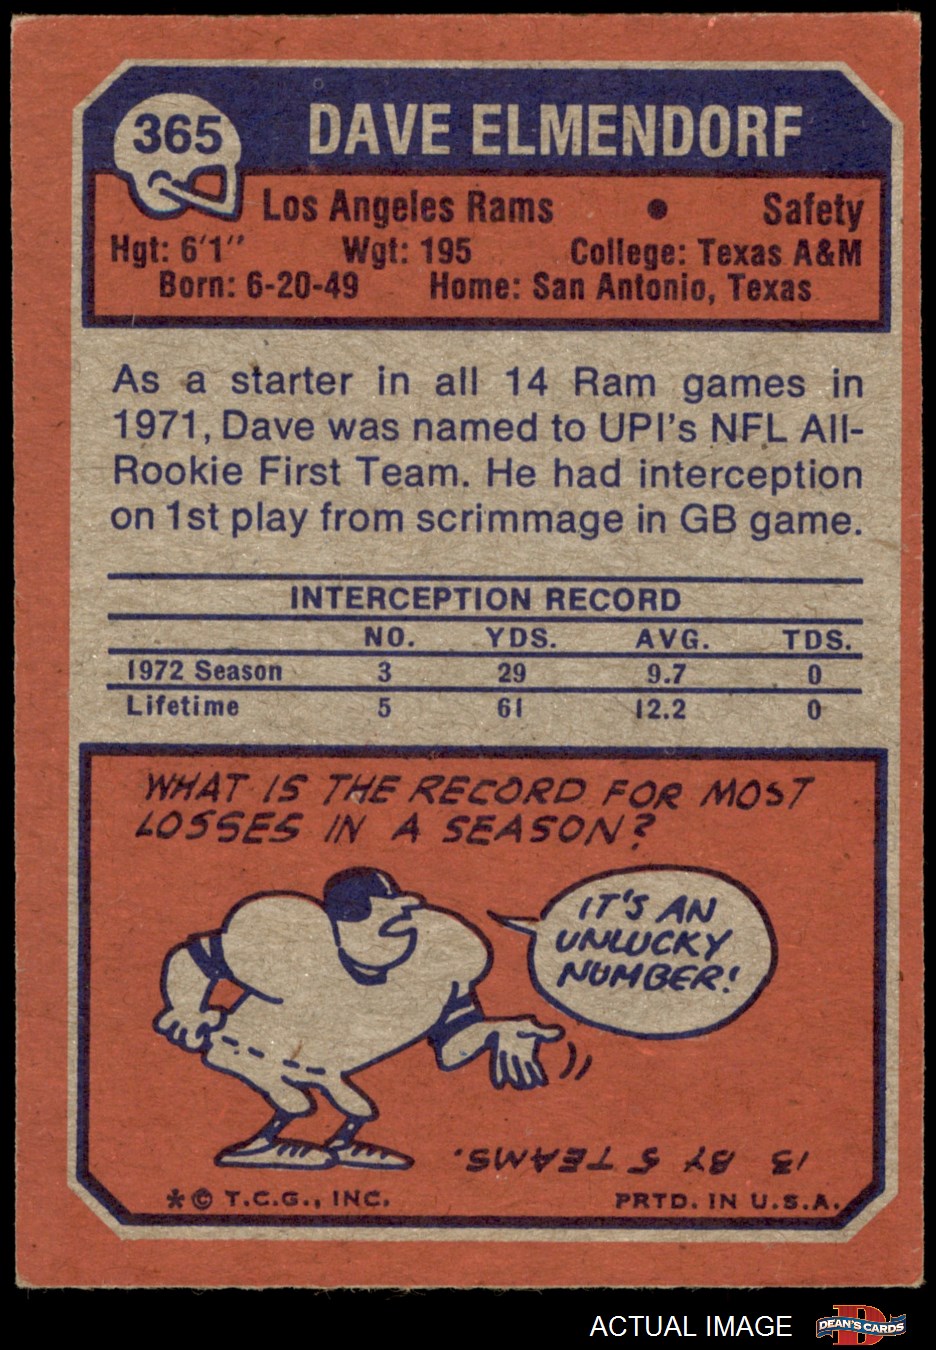 365
DAVE ELMENDORF
Los Angeles Rams • Safety
Hgt: 6'1" Wgt: 195 College: Texas A&M
Born: 6-20-49 Home: San Antonio, Texas
As a starter in all 14 Ram games in
1971, Dave was named to UPI's NFL All-
Rookie First Team. He had interception
on 1st play from scrimmage in GB game.
INTERCEPTION RECORD
NO. YDS. AVG. TDS.
1972 Season 3 29 9.7 0
Lifetime 5 61 12.2 0
WHAT IS THE RECORD FOR MOST
LOSSES IN A SEASON?
IT'S AN
UNLUCKY
NUMBER!
13 BY 5 TEAMS.
*© T.C.G., INC. PRTD. IN U.S.A.
ACTUAL IMAGE
DEAN'S CARDS